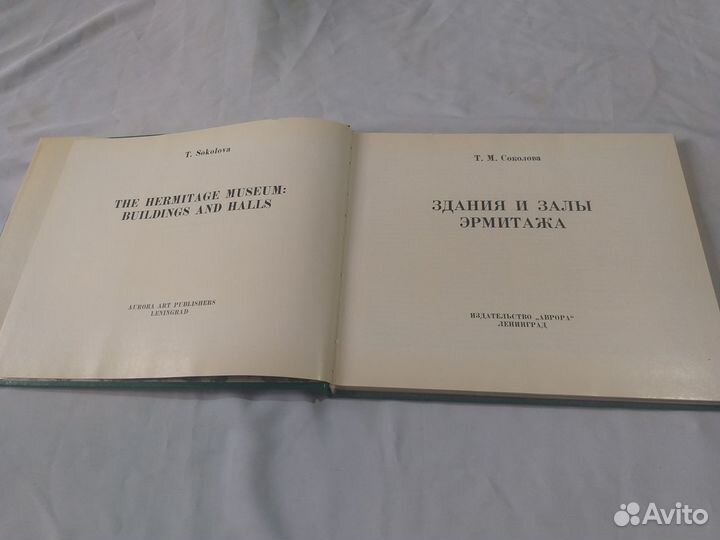 T. Sokolova
THE HERMITAGE MUSEUM:
BUILDINGS AND HALLS
AURORA ART PUBLISHERS
LENINGRAD
Т. М. Соколова
ЗДАНИЯ И ЗАЛЫ
ЭРМИТАЖА
ИЗДАТЕЛЬСТВО „АВРОРА“
ЛЕНИНГРАД
Avito